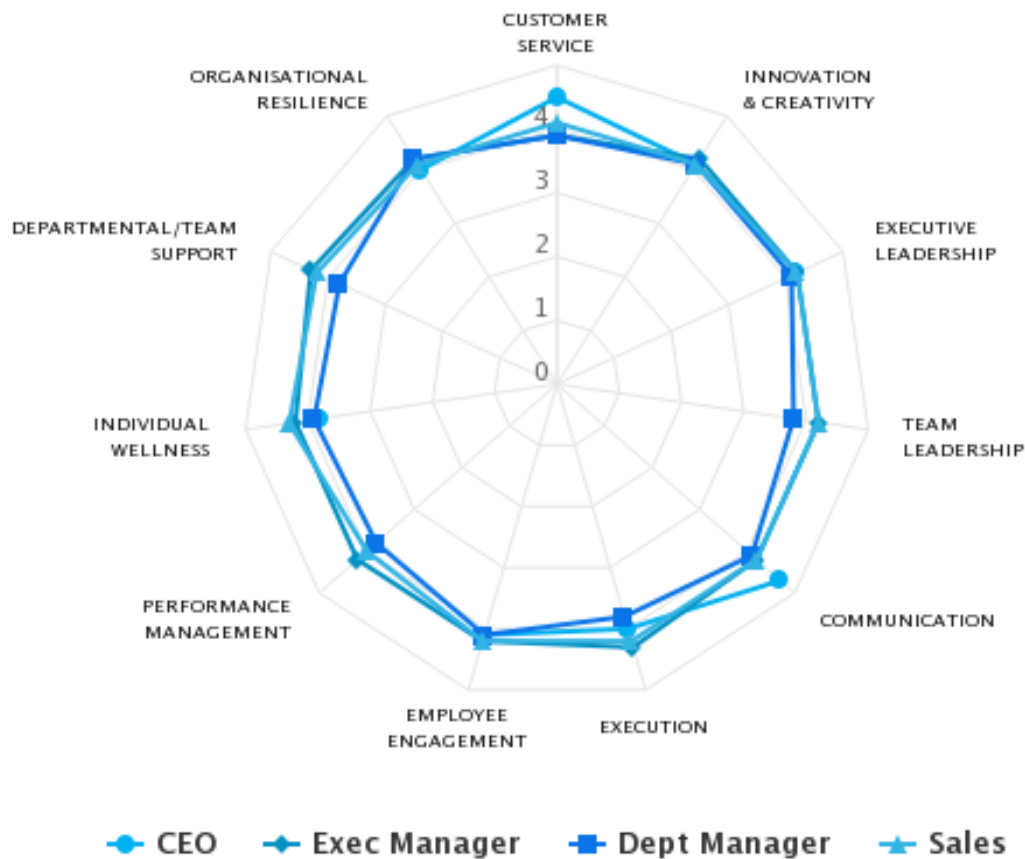 CUSTOMER
SERVICE
INNOVATION
& CREATIVITY
EXECUTIVE
LEADERSHIP
TEAM
LEADERSHIP
COMMUNICATION
EXECUTION
EMPLOYEE
ENGAGEMENT
PERFORMANCE
MANAGEMENT
INDIVIDUAL
WELLNESS
DEPARTMENTAL/TEAM
SUPPORT
ORGANISATIONAL
RESILIENCE
4
3
2
1
0
CEO Exec Manager Dept Manager Sales